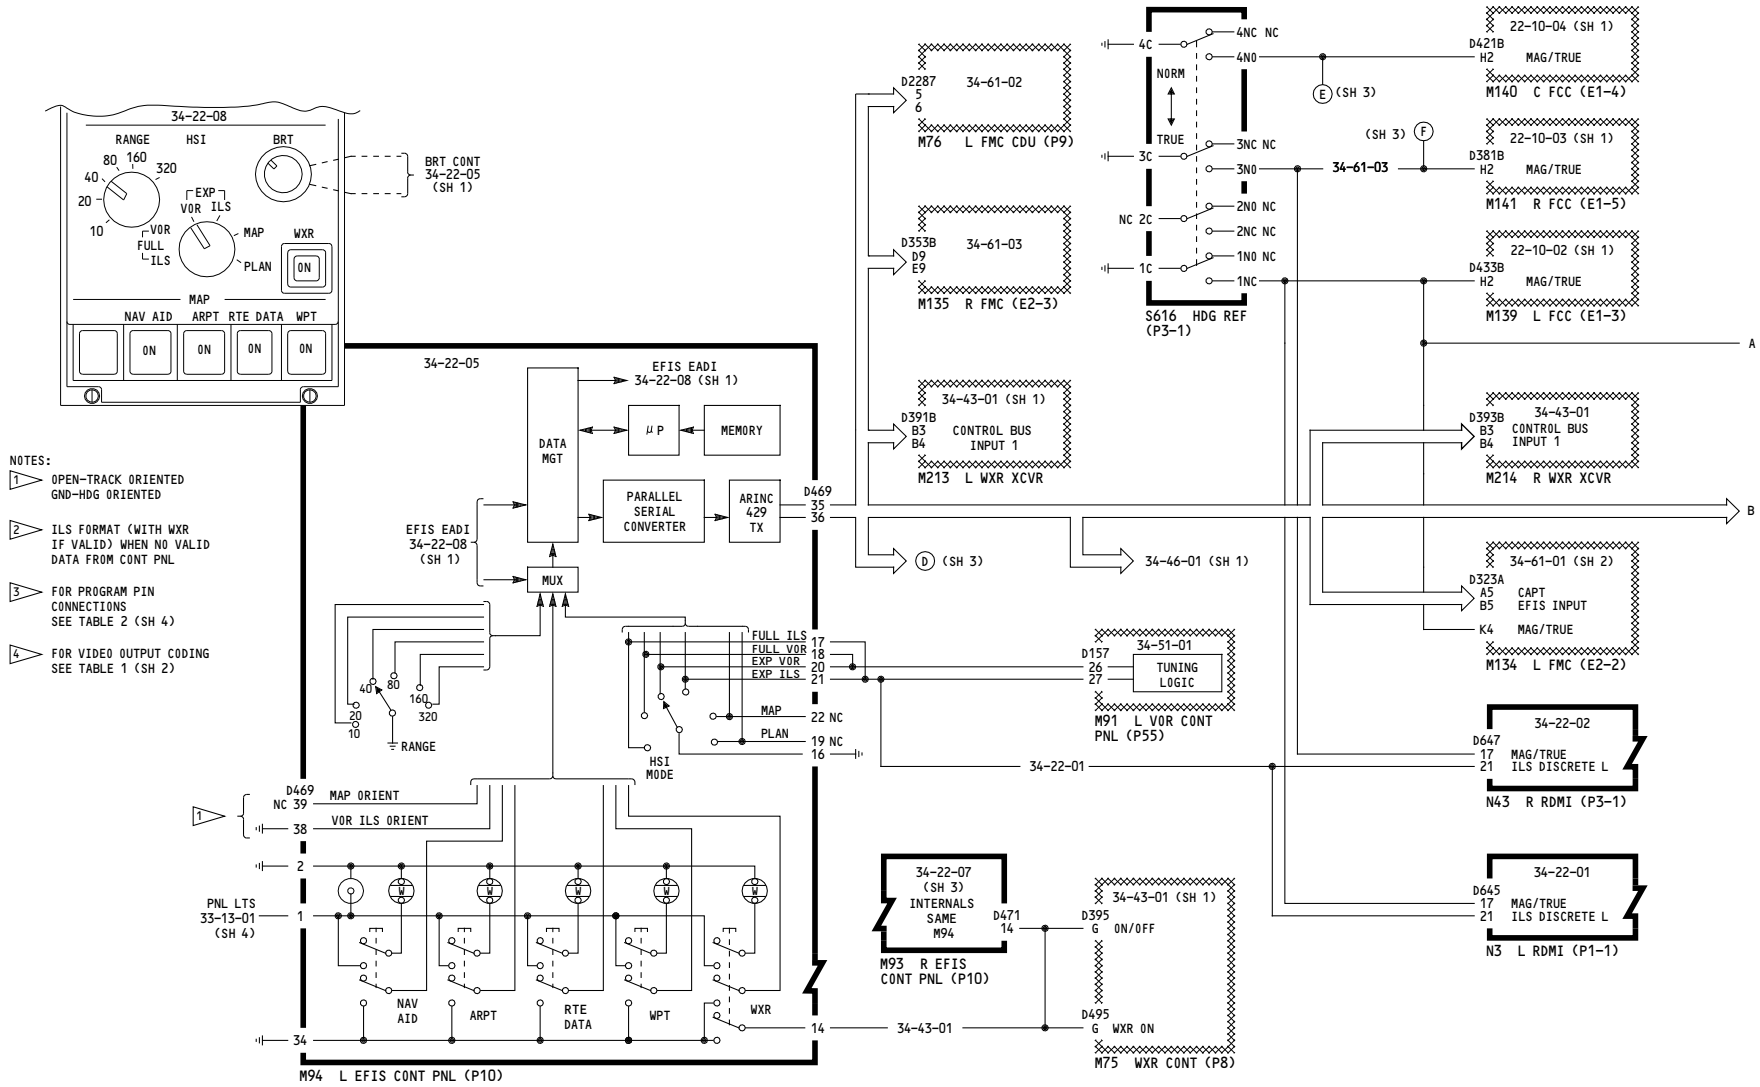 34-22-08
RANGE
HSI
BRT
80
160
320
40
20
10
EXP
VOR ILS
VOR
FULL
ILS
MAP
PLAN
WXR
ON
MAP
NAV AID ARPT RTE DATA WPT
ON ON ON ON
BRT CONT
34-22-05
(SH 1)
NOTES:
1 OPEN-TRACK ORIENTED
GND-HDG ORIENTED
2 ILS FORMAT (WITH WXR
IF VALID) WHEN NO VALID
DATA FROM CONT PNL
3 FOR PROGRAM PIN
CONNECTIONS
SEE TABLE 2 (SH 4)
4 FOR VIDEO OUTPUT CODING
SEE TABLE 1 (SH 2)
34-22-05
EFIS EADI
34-22-08 (SH 1)
DATA
MGT
μP
MEMORY
PARALLEL
SERIAL
CONVERTER
ARINC
429
TX
D469
35
36
EFIS EADI
34-22-08
(SH 1)
MUX
40
80
160
320
20
10
RANGE
FULL ILS 17
FULL VOR 18
EXP VOR 20
EXP ILS 21
MAP 22 NC
PLAN 19 NC
16
HSI
MODE
D469
NC 39 MAP ORIENT
1
38 VOR ILS ORIENT
2
PNL LTS
33-13-01
(SH 4)
1
W W W W W
NAV
AID
ARPT
RTE
DATA
WPT
WXR
34
14 34-43-01
M94 L EFIS CONT PNL (P10)
D2287
5
6
34-61-02
M76 L FMC CDU (P9)
D353B
D9
E9
34-61-03
M135 R FMC (E2-3)
34-43-01 (SH 1)
D391B
B3
B4
CONTROL BUS
INPUT 1
M213 L WXR XCVR
D (SH 3)
34-46-01 (SH 1)
4C
4NC NC
4NO
NORM
TRUE
3C
3NC NC
3NO
NC 2C
2NO NC
2NC NC
1C
1NO NC
1NC
S616 HDG REF
(P3-1)
E (SH 3)
(SH 3) F
34-61-03
22-10-04 (SH 1)
D421B
H2 MAG/TRUE
M140 C FCC (E1-4)
22-10-03 (SH 1)
D381B
H2 MAG/TRUE
M141 R FCC (E1-5)
22-10-02 (SH 1)
D433B
H2 MAG/TRUE
M139 L FCC (E1-3)
A
34-43-01
D393B
B3
B4
CONTROL BUS
INPUT 1
M214 R WXR XCVR
B
34-61-01 (SH 2)
D323A
A5 CAPT
B5 EFIS INPUT
K4 MAG/TRUE
M134 L FMC (E2-2)
34-51-01
D157
26
27
TUNING
LOGIC
M91 L VOR CONT
PNL (P55)
34-22-01
34-22-02
D647
17 MAG/TRUE
21 ILS DISCRETE L
N43 R RDMI (P3-1)
34-22-01
D645
17 MAG/TRUE
21 ILS DISCRETE L
N3 L RDMI (P1-1)
34-22-07
(SH 3)
INTERNALS
SAME
M94
D471
14
M93 R EFIS
CONT PNL (P10)
34-43-01 (SH 1)
D395
G ON/OFF
D495
G WXR ON
M75 WXR CONT (P8)